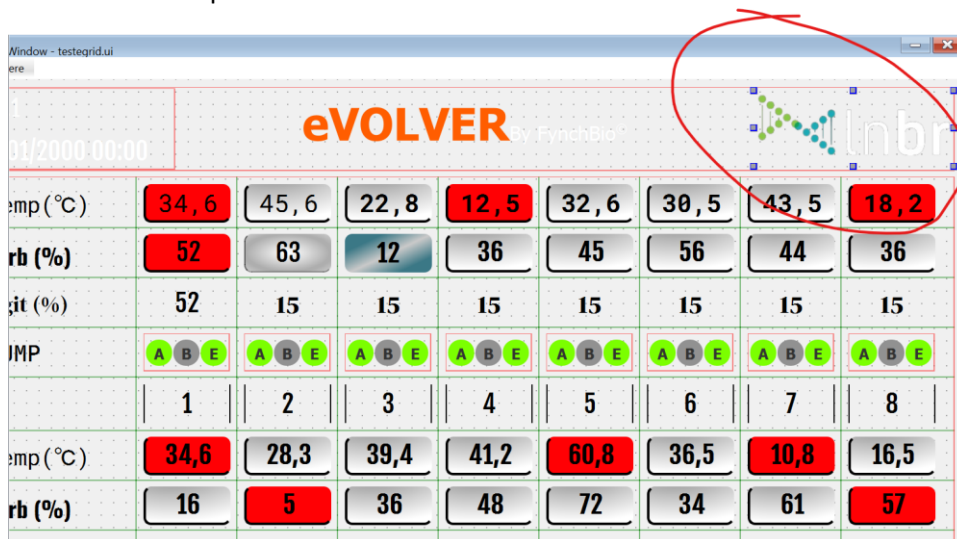 Window - testegrid.ui
ere
1
01/2000 00:00
eVOLVER By FynchBio
lnbr
emp(°C) 34,6 45,6 22,8 12,5 32,6 30,5 43,5 18,2
rb (%) 52 63 12 36 45 56 44 36
git (%) 52 15 15 15 15 15 15 15
UMP A B E A B E A B E A B E A B E A B E A B E A B E
1 2 3 4 5 6 7 8
emp(°C) 34,6 28,3 39,4 41,2 60,8 36,5 10,8 16,5
rb (%) 16 5 36 48 72 34 61 57